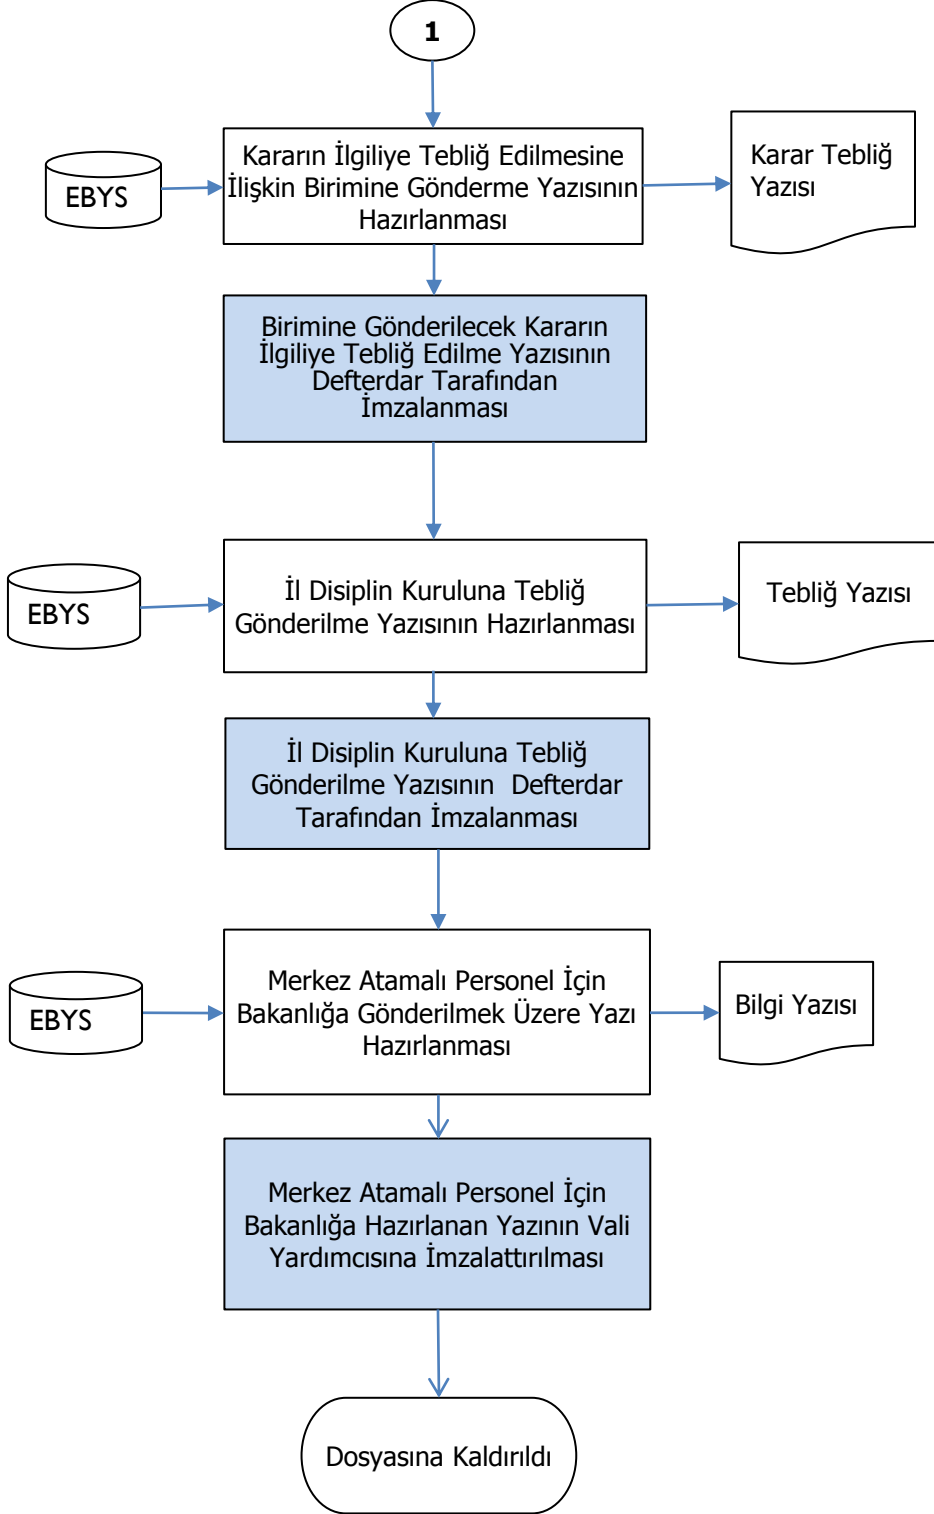 1
EBYS
Kararın İlgiliye Tebliğ Edilmesine
İlişkin Birimine Gönderme Yazısının
Hazırlanması
Karar Tebliğ
Yazısı
Birimine Gönderilecek Kararın
İlgiliye Tebliğ Edilme Yazısının
Defterdar Tarafından
İmzalanması
EBYS
İl Disiplin Kuruluna Tebliğ
Gönderilme Yazısının Hazırlanması
Tebliğ Yazısı
İl Disiplin Kuruluna Tebliğ
Gönderilme Yazısının  Defterdar
Tarafından İmzalanması
EBYS
Merkez Atamalı Personel İçin
Bakanlığa Gönderilmek Üzere Yazı
Hazırlanması
Bilgi Yazısı
Merkez Atamalı Personel İçin
Bakanlığa Hazırlanan Yazının Vali
Yardımcısına İmzalattırılması
Dosyasına Kaldırıldı